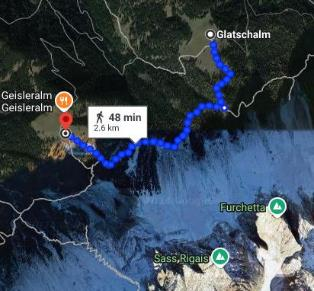 Glatschalm
Geisleralm
Geisleralm
48 min
2.6 km
Furchetta
Sass Rigais